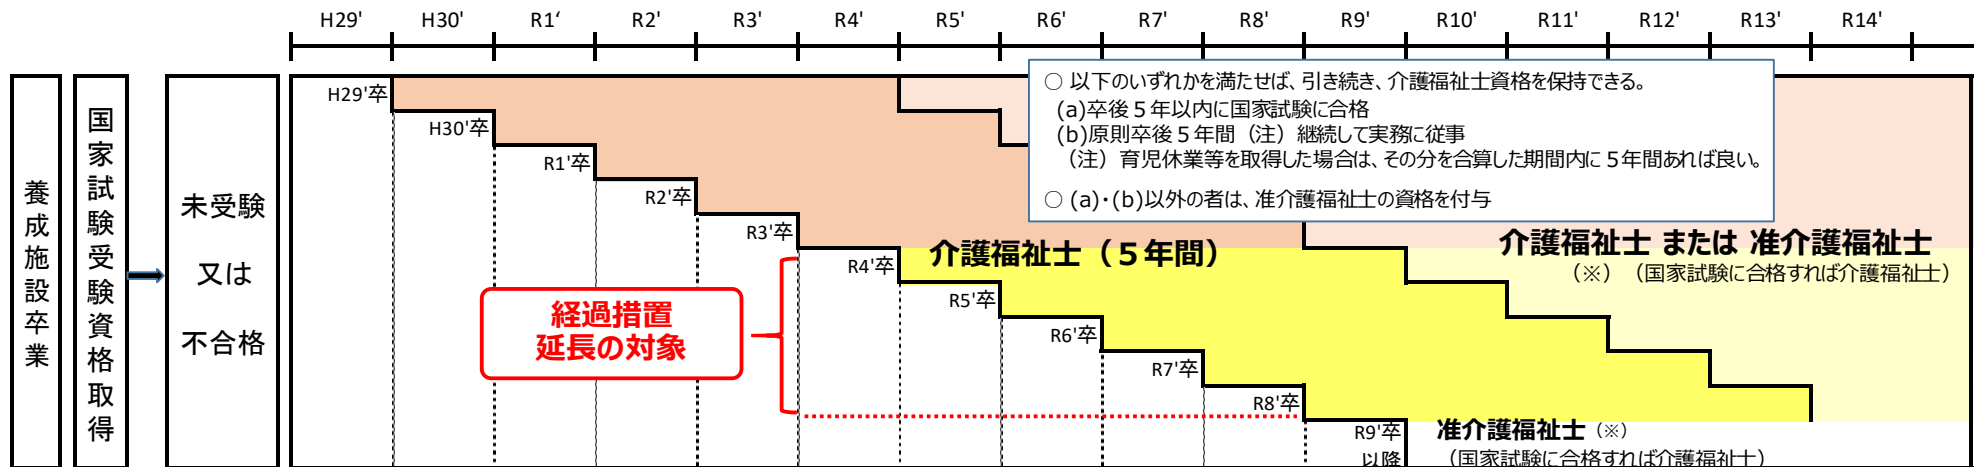 H29' H30' R1‘ R2' R3' R4' R5' R6' R7' R8' R9' R10' R11' R12' R13' R14'
養成施設卒業
国家試験受験資格取得
未受験
又は
不合格
H29'卒
H30'卒
R1'卒
R2'卒
R3'卒
R4'卒
R5'卒
R6'卒
R7'卒
R8'卒
R9'卒
以降
経過措置
延長の対象
介護福祉士（５年間）
○ 以下のいずれかを満たせば、引き続き、介護福祉士資格を保持できる。
(a)卒後５年以内に国家試験に合格
(b)原則卒後５年間（注）継続して実務に従事
（注）育児休業等を取得した場合は、その分を合算した期間内に５年間あれば良い。
○ (a)・(b)以外の者は、准介護福祉士の資格を付与
介護福祉士 または 准介護福祉士
（※）（国家試験に合格すれば介護福祉士）
准介護福祉士（※）
（国家試験に合格すれば介護福祉士）